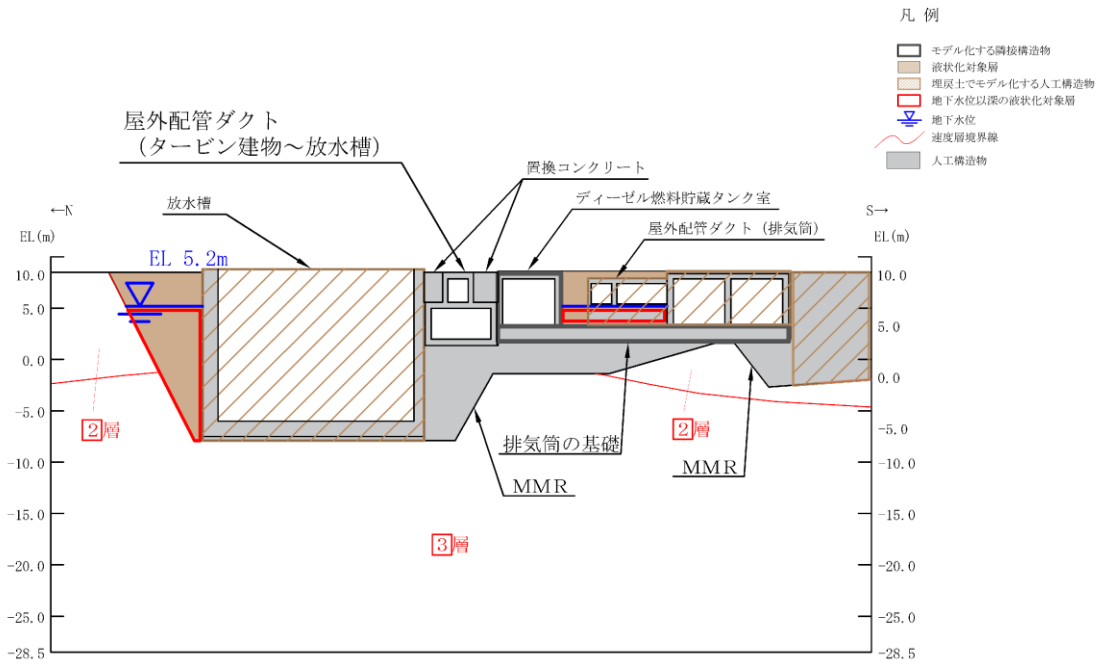 凡 例
モデル化する隣接構造物
液状化対象層
埋戻土でモデル化する人工構造物
地下水位以深の液状化対象層
地下水位
速度層境界線
人工構造物
屋外配管ダクト
（タービン建物～放水槽）
置換コンクリート
放水槽
ディーゼル燃料貯蔵タンク室
屋外配管ダクト（排気筒）
←N
S→
EL(m)
EL(m)
EL 5.2m
10.0
5.0
0.0
-5.0
-10.0
-15.0
-20.0
-25.0
-28.5
10.0
5.0
0.0
-5.0
-10.0
-15.0
-20.0
-25.0
-28.5
2層
2層
排気筒の基礎
MMR
MMR
3層